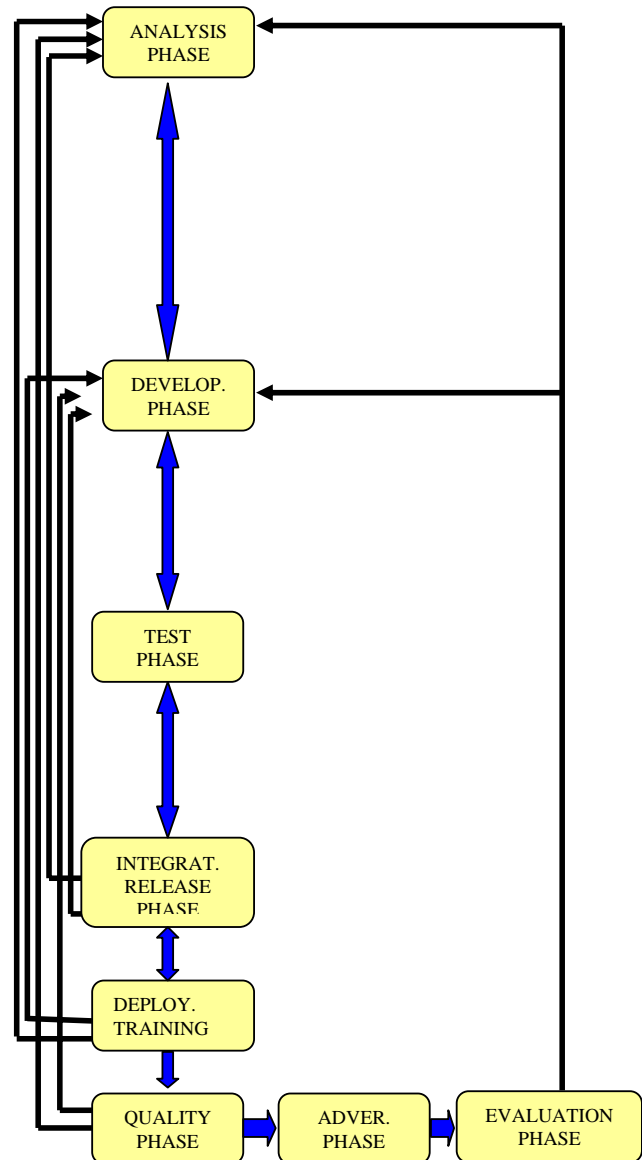 ANALYSIS
PHASE
DEVELOP.
PHASE
TEST
PHASE
INTEGRAT.
RELEASE
PHASE
DEPLOY.
TRAINING
QUALITY
PHASE
ADVER.
PHASE
EVALUATION
PHASE